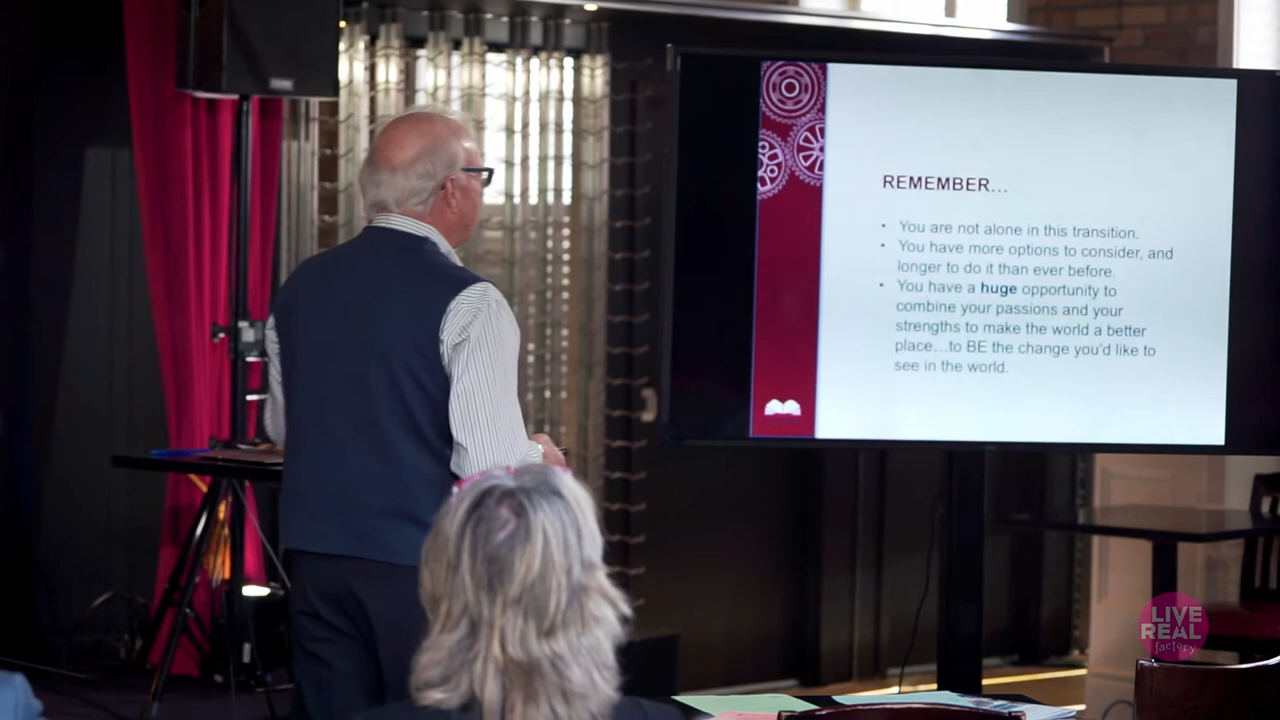 REMEMBER...
• You are not alone in this transition.
• You have more options to consider, and
longer to do it than ever before.
• You have a huge opportunity to
combine your passions and your
strengths to make the world a better
place...to BE the change you'd like to
see in the world.
LIVE
REAL
factory